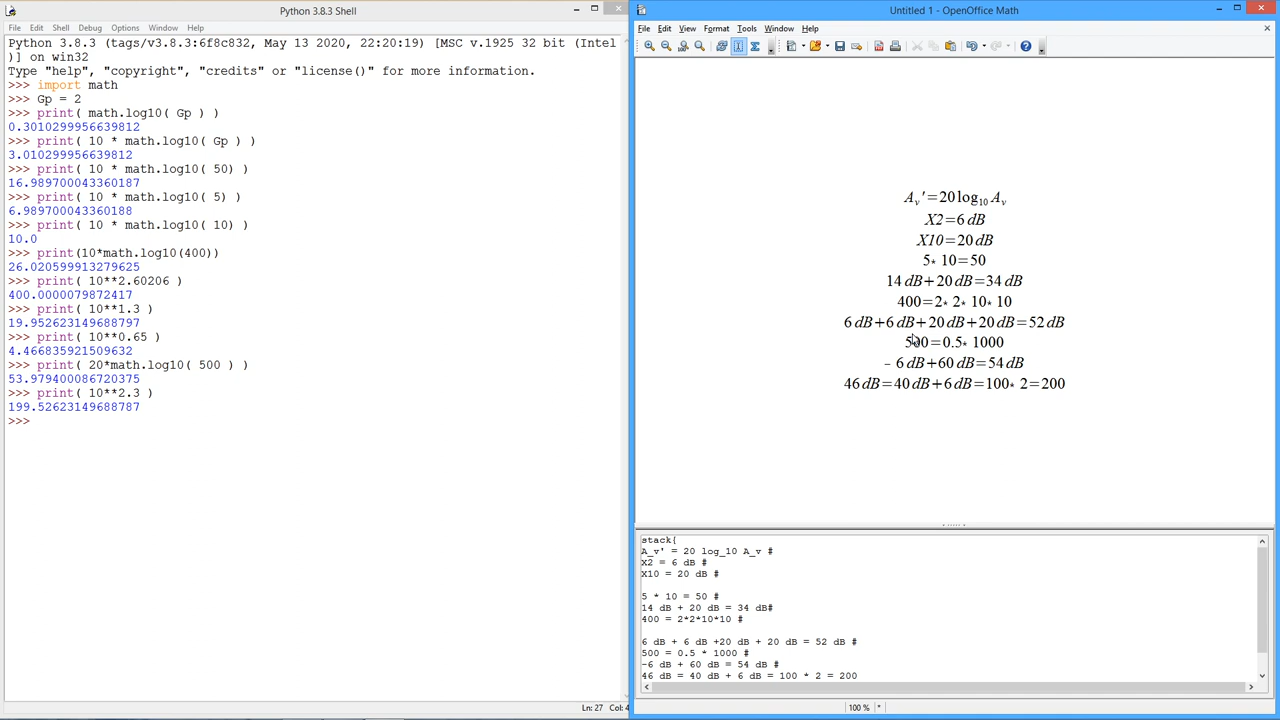 Python 3.8.3 Shell
File Edit Shell Debug Options Window Help
Python 3.8.3 (tags/v3.8.3:6f8c832, May 13 2020, 22:20:19) [MSC v.1925 32 bit (Intel
)] on win32
Type "help", "copyright", "credits" or "license()" for more information.
>>> import math
>>> Gp = 2
>>> print( math.log10( Gp ) )
0.3010299956639812
>>> print( 10 * math.log10( Gp ) )
3.010299956639812
>>> print( 10 * math.log10( 50) )
16.989700043360187
>>> print( 10 * math.log10( 5) )
6.989700043360188
>>> print( 10 * math.log10( 10) )
10.0
>>> print(10*math.log10(400))
26.020599913279625
>>> print( 10**2.60206 )
400.0000079872417
>>> print( 10**1.3 )
19.952623149688797
>>> print( 10**0.65 )
4.466835921509632
>>> print( 20*math.log10( 500 ) )
53.979400086720375
>>> print( 10**2.3 )
199.52623149688787
>>>
Ln: 27 Col: 4
Untitled 1 - OpenOffice Math
File Edit View Format Tools Window Help
Av'=20 log10 Av
X2=6 dB
X10=20 dB
5* 10=50
14 dB+20 dB=34 dB
400=2* 2* 10* 10
6 dB+6 dB+20 dB+20 dB=52 dB
500=0.5* 1000
− 6 dB+60 dB=54 dB
46 dB=40 dB+6 dB=100* 2=200
stack{
A_v' = 20 log_10 A_v #
X2 = 6 dB #
X10 = 20 dB #
5 * 10 = 50 #
14 dB + 20 dB = 34 dB#
400 = 2*2*10*10 #
6 dB + 6 dB +20 dB + 20 dB = 52 dB #
500 = 0.5 * 1000 #
-6 dB + 60 dB = 54 dB #
46 dB = 40 dB + 6 dB = 100 * 2 = 200
100 % *